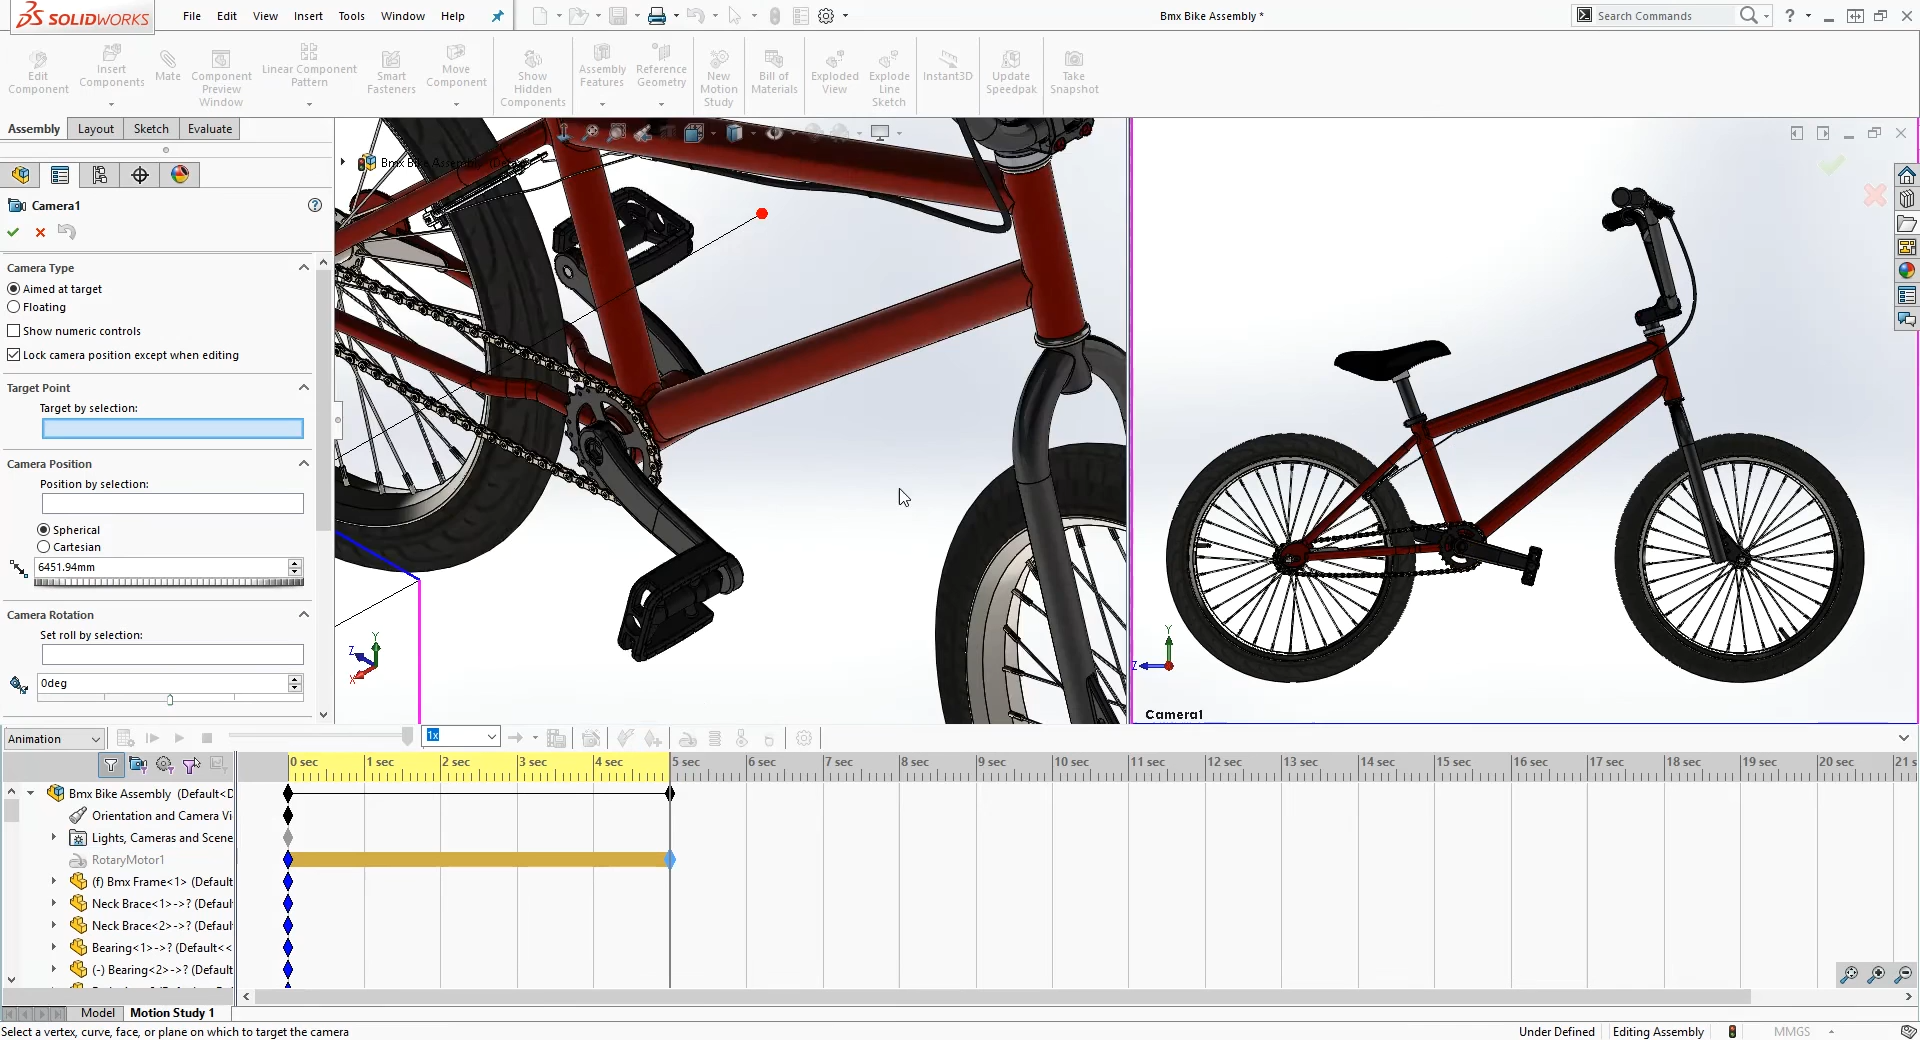 SOLIDWORKS File Edit View Insert Tools Window Help Bmx Bike Assembly * Search Commands ?
Edit Component
Insert Components
Mate
Component Preview Window
Linear Component Pattern
Smart Fasteners
Move Component
Show Hidden Components
Assembly Features
Reference Geometry
New Motion Study
Bill of Materials
Exploded View
Explode Line Sketch
Instant3D
Update Speedpak
Take Snapshot
Assembly Layout Sketch Evaluate
Camera1
Camera Type
Aimed at target
Floating
Show numeric controls
Lock camera position except when editing
Target Point
Target by selection:
Camera Position
Position by selection:
Spherical
Cartesian
6451.94mm
Camera Rotation
Set roll by selection:
0deg
Bmx Bike Assembly
Y
Z
X
Y
Z
Camera1
Animation 1x
0 sec 1 sec 2 sec 3 sec 4 sec 5 sec 6 sec 7 sec 8 sec 9 sec 10 sec 11 sec 12 sec 13 sec 14 sec 15 sec 16 sec 17 sec 18 sec 19 sec 20 sec 21 s
Bmx Bike Assembly (Default<D
Orientation and Camera Vi
Lights, Cameras and Scene
RotaryMotor1
(f) Bmx Frame<1> (Default
Neck Brace<1>->? (Defaul
Neck Brace<2>->? (Defaul
Bearing<1>->? (Default<<
(-) Bearing<2>->? (Default
Model Motion Study 1
Select a vertex, curve, face, or plane on which to target the camera Under Defined Editing Assembly MMGS